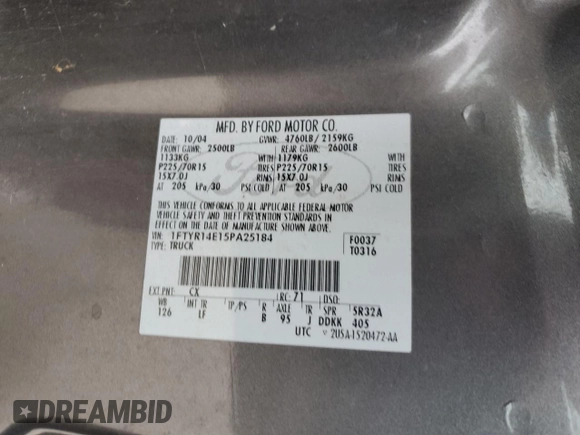 MFD. BY FORD MOTOR CO.
DATE: 10/04 GVWR: 4760LB/ 2159KG
FRONT GAWR: 2500LB REAR GAWR: 2600LB
1133KG WITH 1179KG WITH
P225/70R15 TIRES P225/70R15 TIRES
15X7.0J RIMS 15X7.0J RIMS
AT 205 kPa/30 PSI COLD AT 205 kPa/30 PSI COLD
Ford
THIS VEHICLE CONFORMS TO ALL APPLICABLE FEDERAL MOTOR
VEHICLE SAFETY AND THEFT PREVENTION STANDARDS IN
EFFECT ON THE DATE OF MANUFACTURE SHOWN ABOVE.
VIN: 1FTYR14E15PA25184 F0037
TYPE: TRUCK T0316
EXT PNT: CX RC: 71 DSO:
WB INT TR TP/PS R AXLE TR SPR 5R32A
126 LF B 95 J DDKK 405
UTC ▽ 2U5A-1520472-AA
DREAMBID